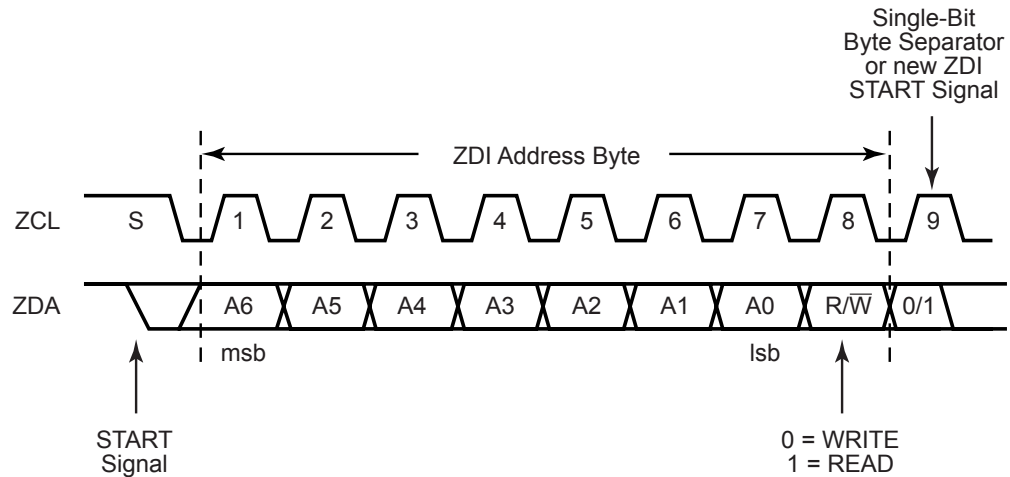 Single-Bit
Byte Separator
or new ZDI
START Signal
ZDI Address Byte
ZCL S 1 2 3 4 5 6 7 8 9
ZDA A6 A5 A4 A3 A2 A1 A0 R/W̅ 0/1
msb lsb
START
Signal
0 = WRITE
1 = READ